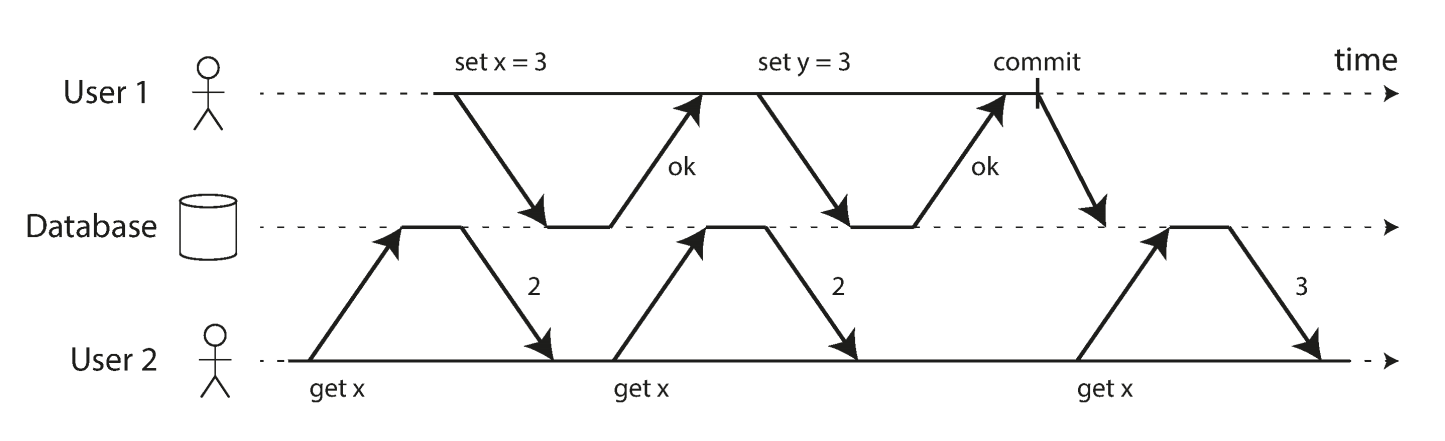 set x = 3
set y = 3
commit
time
User 1
ok
ok
Database
2
2
3
User 2
get x
get x
get x